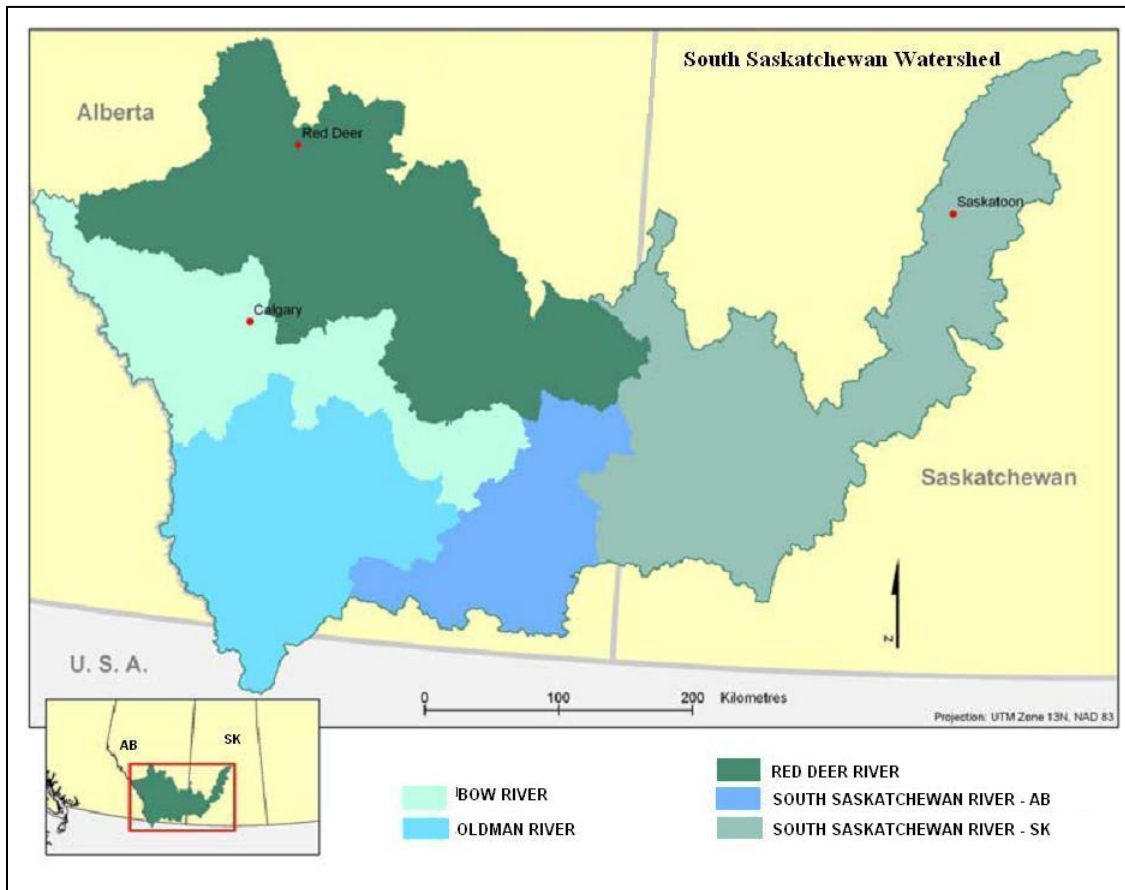 South Saskatchewan Watershed
Alberta
Red Deer
Saskatoon
Calgary
Saskatchewan
N
U. S. A.
0 100 200 Kilometres
Projection: UTM Zone 13N, NAD 83
AB SK
BOW RIVER
OLDMAN RIVER
RED DEER RIVER
SOUTH SASKATCHEWAN RIVER - AB
SOUTH SASKATCHEWAN RIVER - SK